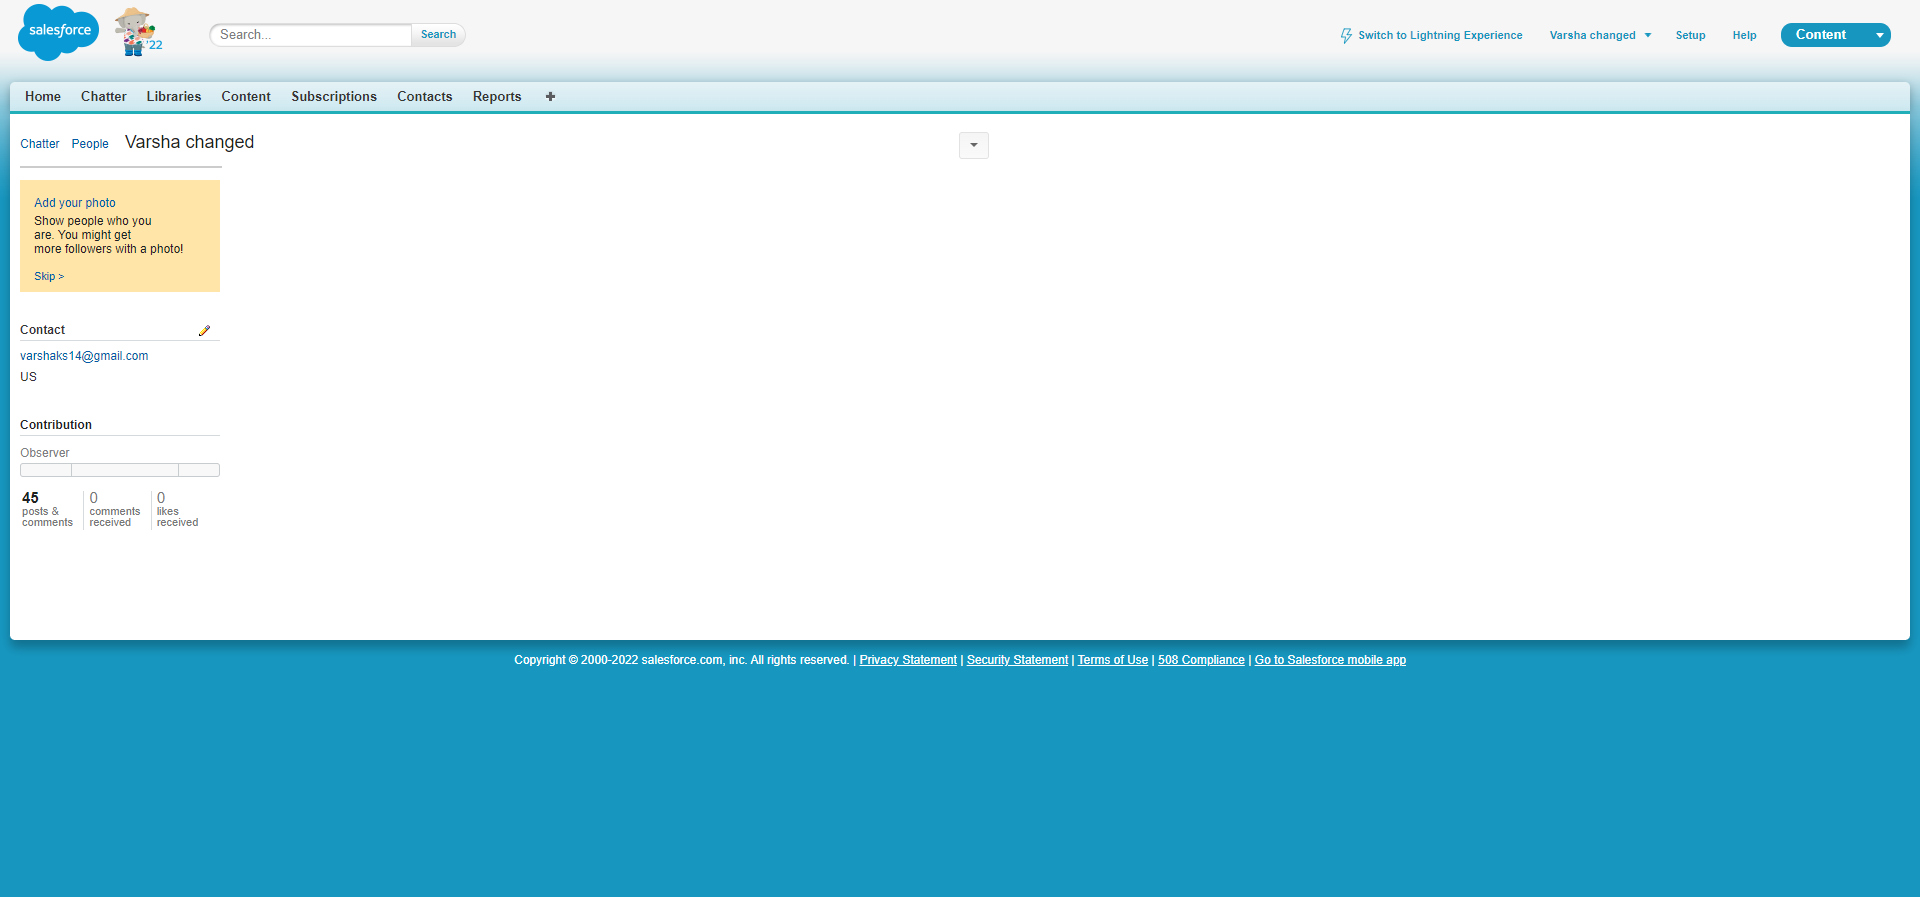 salesforce
'22
Search...
Search
Switch to Lightning Experience
Varsha changed
Setup
Help
Content
Home
Chatter
Libraries
Content
Subscriptions
Contacts
Reports
Chatter
People
Varsha changed
Add your photo
Show people who you
are. You might get
more followers with a photo!
Skip >
Contact
varshaks14@gmail.com
US
Contribution
Observer
45
posts &
comments
0
comments
received
0
likes
received
Copyright © 2000-2022 salesforce.com, inc. All rights reserved. | Privacy Statement | Security Statement | Terms of Use | 508 Compliance | Go to Salesforce mobile app